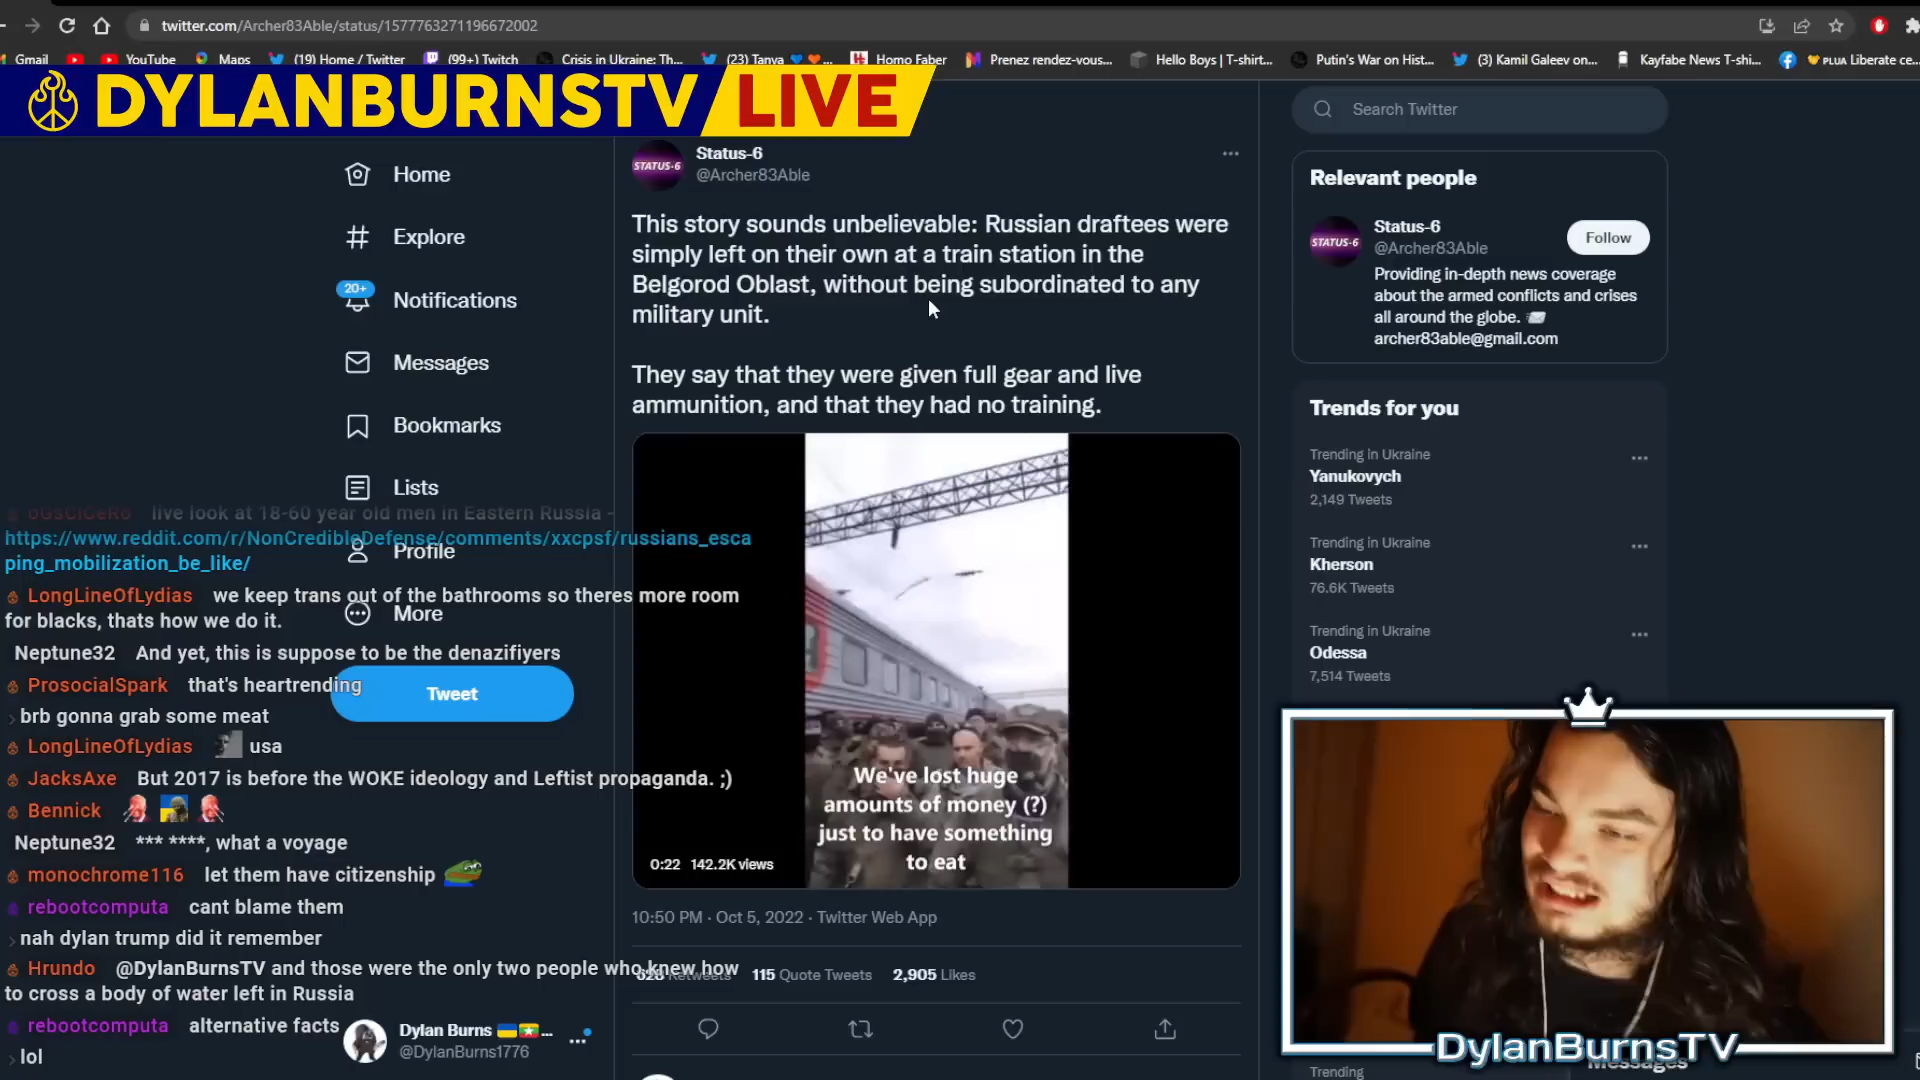 twitter.com/Archer83Able/status/1577763271196672002
Gmail
YouTube
Maps
(19) Home / Twitter
(99+) Twitch
Crisis in Ukraine: Th...
(23) Tanya 💙🧡...
Homo Faber
Prenez rendez-vous...
Hello Boys | T-shirt...
Putin's War on Hist...
(3) Kamil Galeev on...
Kayfabe News T-shi...
PLUA Liberate ce...
DYLANBURNSTV LIVE
Home
Explore
20+
Notifications
Messages
Bookmarks
Lists
Profile
More
Tweet
Dylan Burns 🇺🇦🇲🇲...
@DylanBurns1776
STATUS-6
Status-6
@Archer83Able
This story sounds unbelievable: Russian draftees were
simply left on their own at a train station in the
Belgorod Oblast, without being subordinated to any
military unit.
They say that they were given full gear and live
ammunition, and that they had no training.
We've lost huge
amounts of money (?)
just to have something
to eat
0:22 142.2K views
10:50 PM · Oct 5, 2022 · Twitter Web App
628 Retweets 115 Quote Tweets 2,905 Likes
Search Twitter
Relevant people
STATUS-6
Status-6
@Archer83Able
Follow
Providing in-depth news coverage
about the armed conflicts and crises
all around the globe. 📨
archer83able@gmail.com
Trends for you
Trending in Ukraine
Yanukovych
2,149 Tweets
Trending in Ukraine
Kherson
76.6K Tweets
Trending in Ukraine
Odessa
7,514 Tweets
live look at 18-60 year old men in Eastern Russia -
https://www.reddit.com/r/NonCredibleDefense/comments/xxcpsf/russians_esca
ping_mobilization_be_like/
LongLineOfLydias we keep trans out of the bathrooms so theres more room
for blacks, thats how we do it.
Neptune32 And yet, this is suppose to be the denazifiyers
ProsocialSpark that's heartrending
brb gonna grab some meat
LongLineOfLydias usa
JacksAxe But 2017 is before the WOKE ideology and Leftist propaganda. ;)
Bennick
Neptune32 *** ****, what a voyage
monochrome116 let them have citizenship
rebootcomputa cant blame them
nah dylan trump did it remember
Hrundo @DylanBurnsTV and those were the only two people who knew how
to cross a body of water left in Russia
rebootcomputa alternative facts
lol
DylanBurnsTV
Messages
Trending